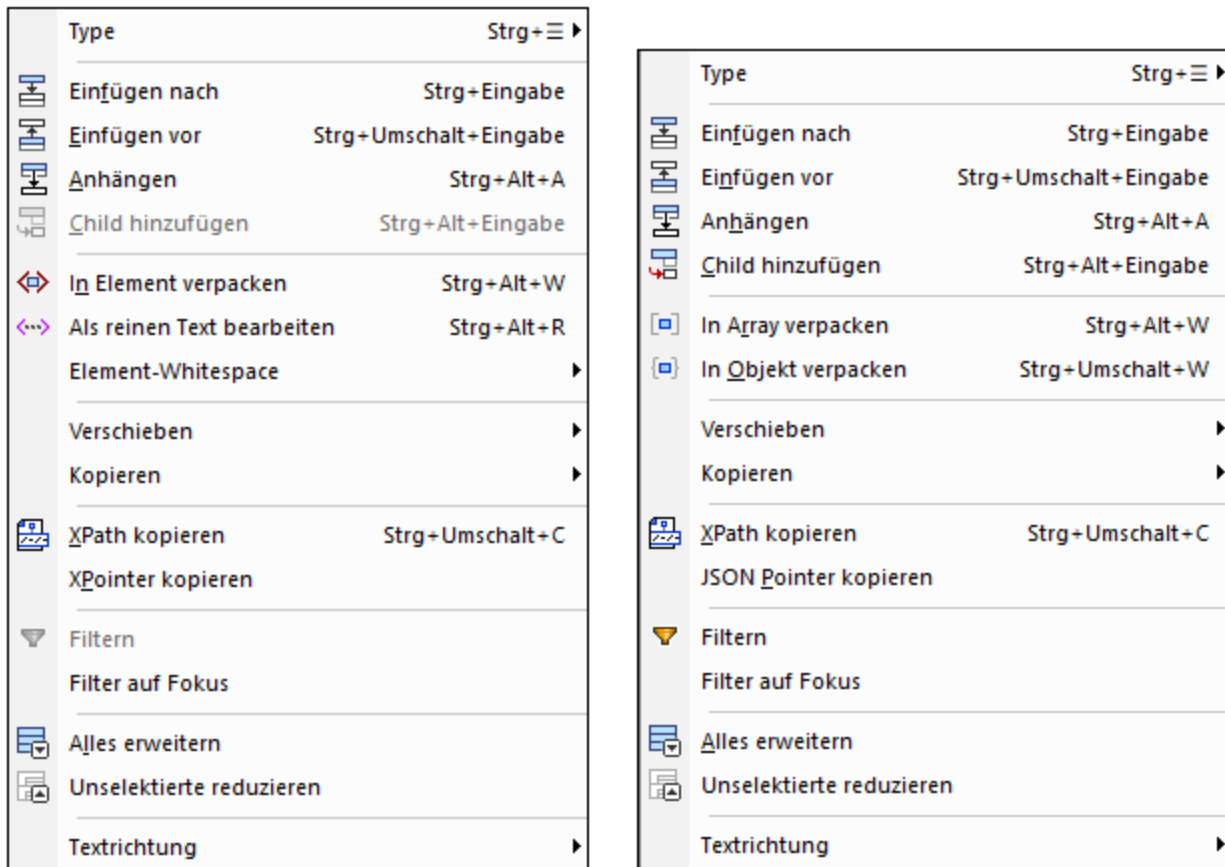 Type Strg+☰
Einfügen nach Strg+Eingabe
Einfügen vor Strg+Umschalt+Eingabe
Anhängen Strg+Alt+A
Child hinzufügen Strg+Alt+Eingabe
In Element verpacken Strg+Alt+W
Als reinen Text bearbeiten Strg+Alt+R
Element-Whitespace
Verschieben
Kopieren
XPath kopieren Strg+Umschalt+C
XPointer kopieren
Filtern
Filter auf Fokus
Alles erweitern
Unselektierte reduzieren
Textrichtung
Type Strg+☰
Einfügen nach Strg+Eingabe
Einfügen vor Strg+Umschalt+Eingabe
Anhängen Strg+Alt+A
Child hinzufügen Strg+Alt+Eingabe
In Array verpacken Strg+Alt+W
In Objekt verpacken Strg+Umschalt+W
Verschieben
Kopieren
XPath kopieren Strg+Umschalt+C
JSON Pointer kopieren
Filtern
Filter auf Fokus
Alles erweitern
Unselektierte reduzieren
Textrichtung